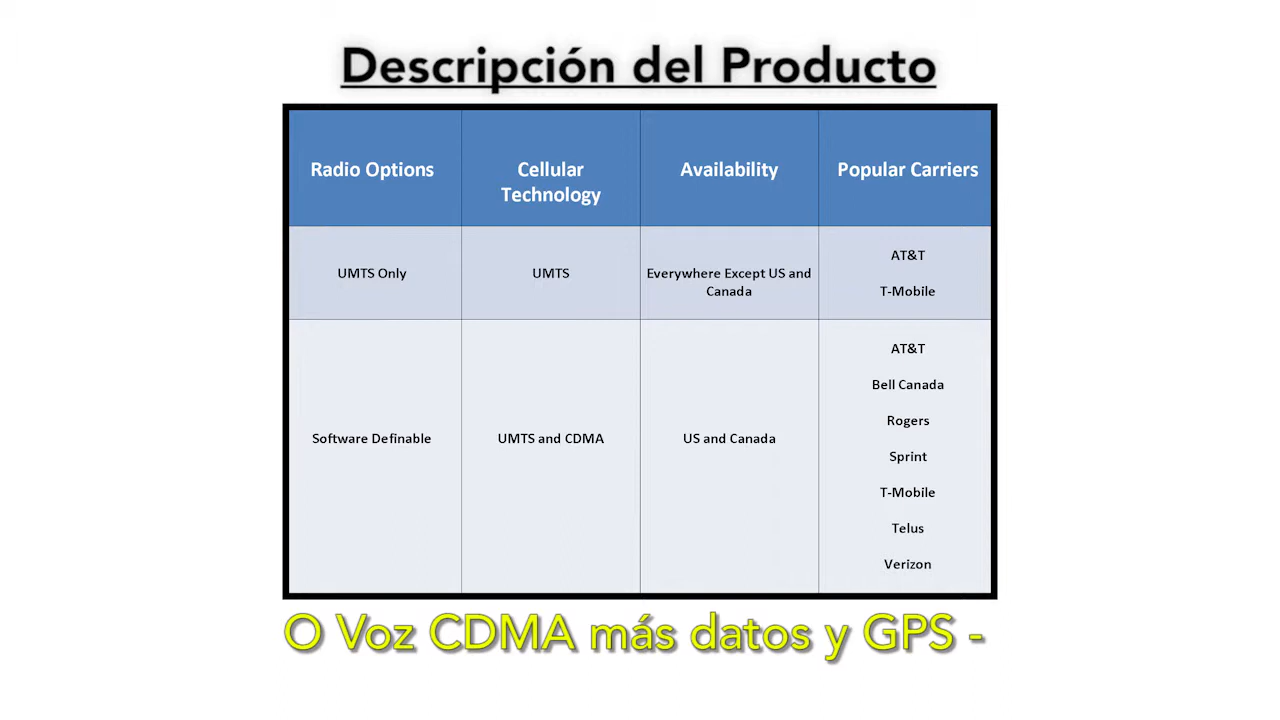 Descripción del Producto
Radio Options
Cellular
Technology
Availability
Popular Carriers
UMTS Only
UMTS
Everywhere Except US and
Canada
AT&T
T-Mobile
Software Definable
UMTS and CDMA
US and Canada
AT&T
Bell Canada
Rogers
Sprint
T-Mobile
Telus
Verizon
O Voz CDMA más datos y GPS -